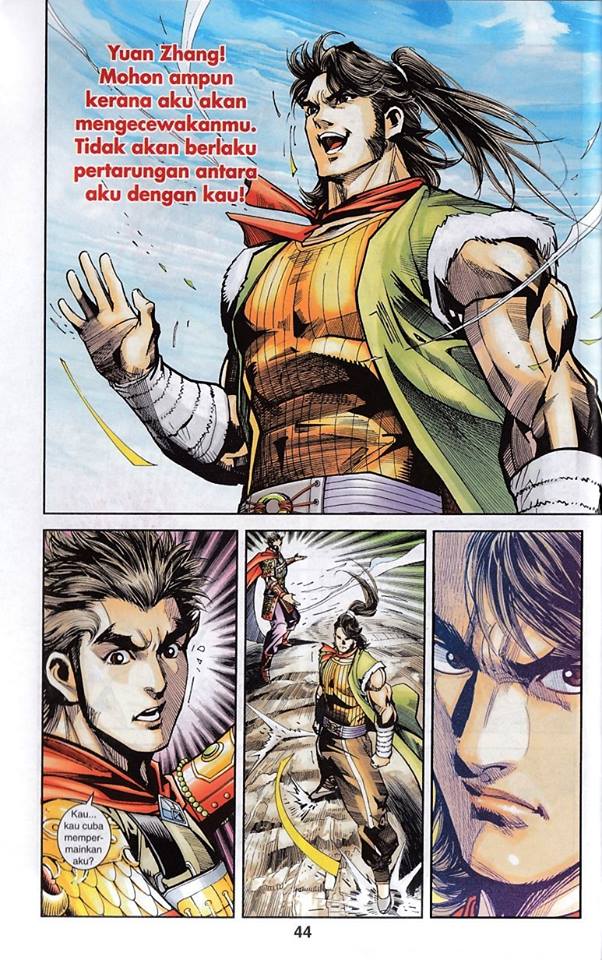 Yuan Zhang!
Mohon ampun
kerana aku akan
mengecewakanmu.
Tidak akan berlaku
pertarungan antara
aku dengan kau!
Kau...
kau cuba
memper-
mainkan
aku?
44